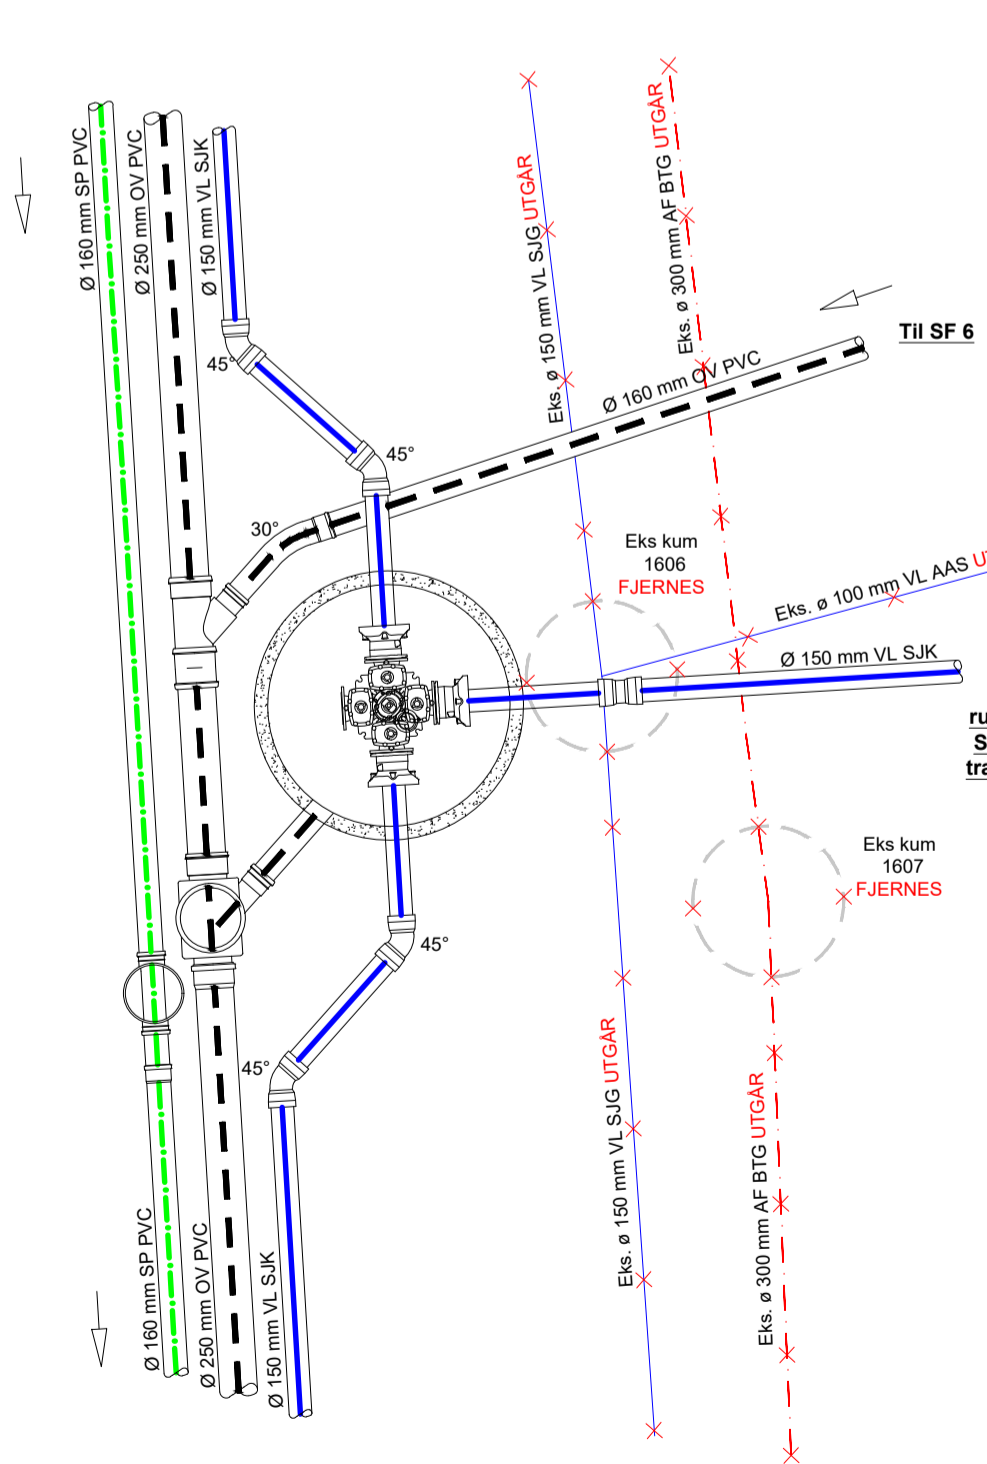 Ø 160 mm SP PVC
Ø 250 mm OV PVC
Ø 150 mm VL SJK
Eks. ø 150 mm VL SJG UTGÅR
Eks. ø 300 mm AF BTG UTGÅR
Til SF 6
45°
Ø 160 mm OV PVC
45°
30°
Eks kum
1606
FJERNES
Eks. ø 100 mm VL AAS
Ø 150 mm VL SJK
Eks kum
1607
FJERNES
45°
45°
Ø 160 mm SP PVC
Ø 250 mm OV PVC
Ø 150 mm VL SJK
Eks. ø 150 mm VL SJG UTGÅR
Eks. ø 300 mm AF BTG UTGÅR